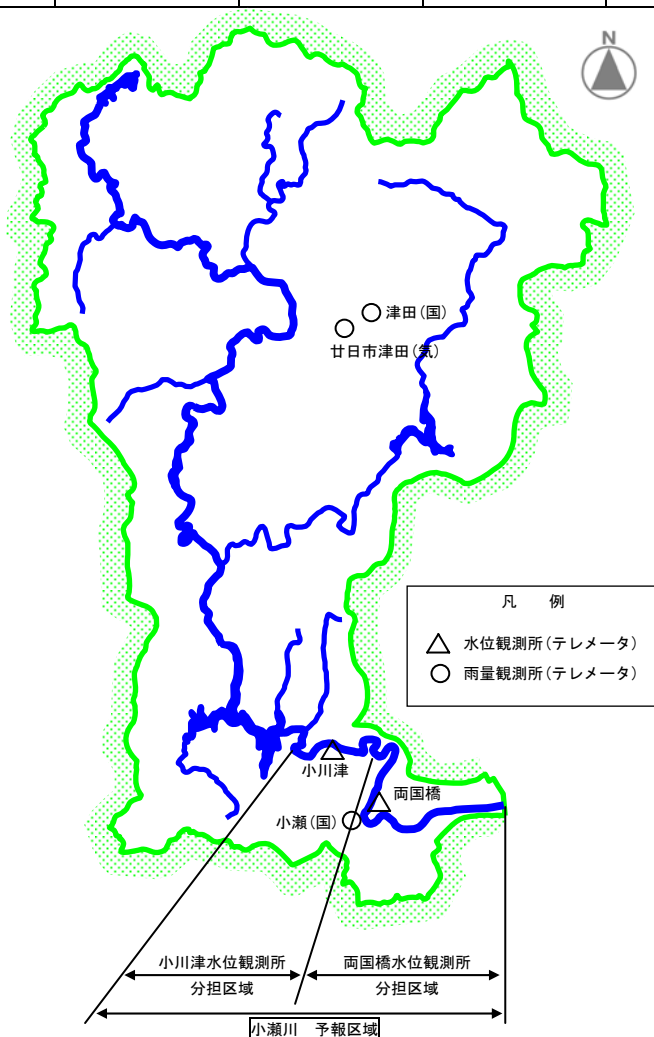 N
津田(国)
廿日市津田(気)
凡 例
水位観測所(テレメータ)
雨量観測所(テレメータ)
小川津
両国橋
小瀬(国)
小川津水位観測所
分担区域
両国橋水位観測所
分担区域
小瀬川 予報区域